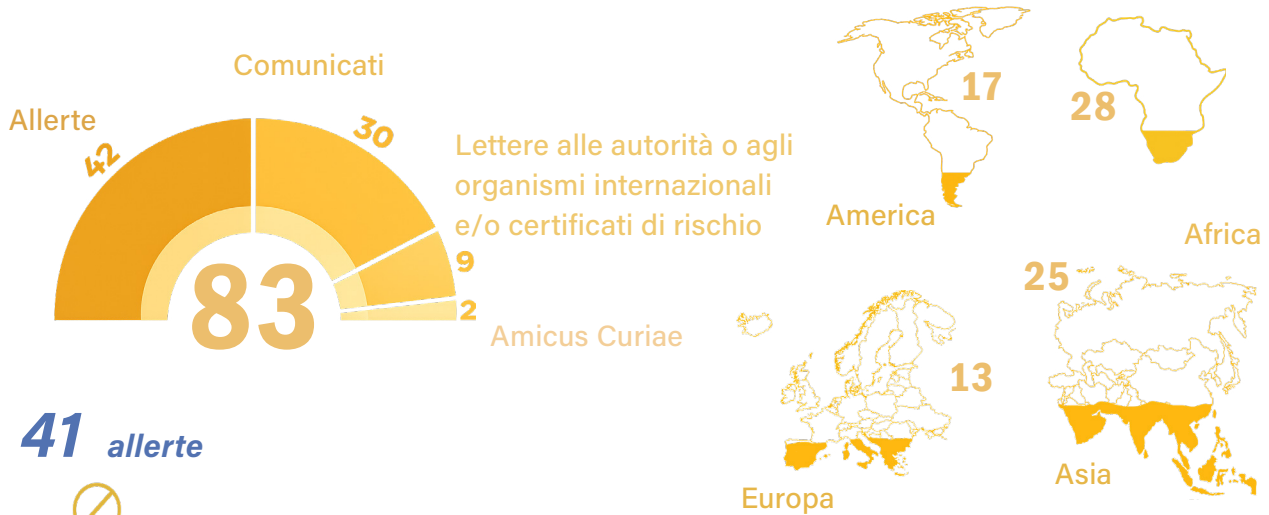 Comunicati
Allerte
42
30
Lettere alle autorità o agli
organismi internazionali
e/o certificati di rischio
9
2
83
Amicus Curiae
41 allerte
17
America
28
Africa
13
Europa
25
Asia